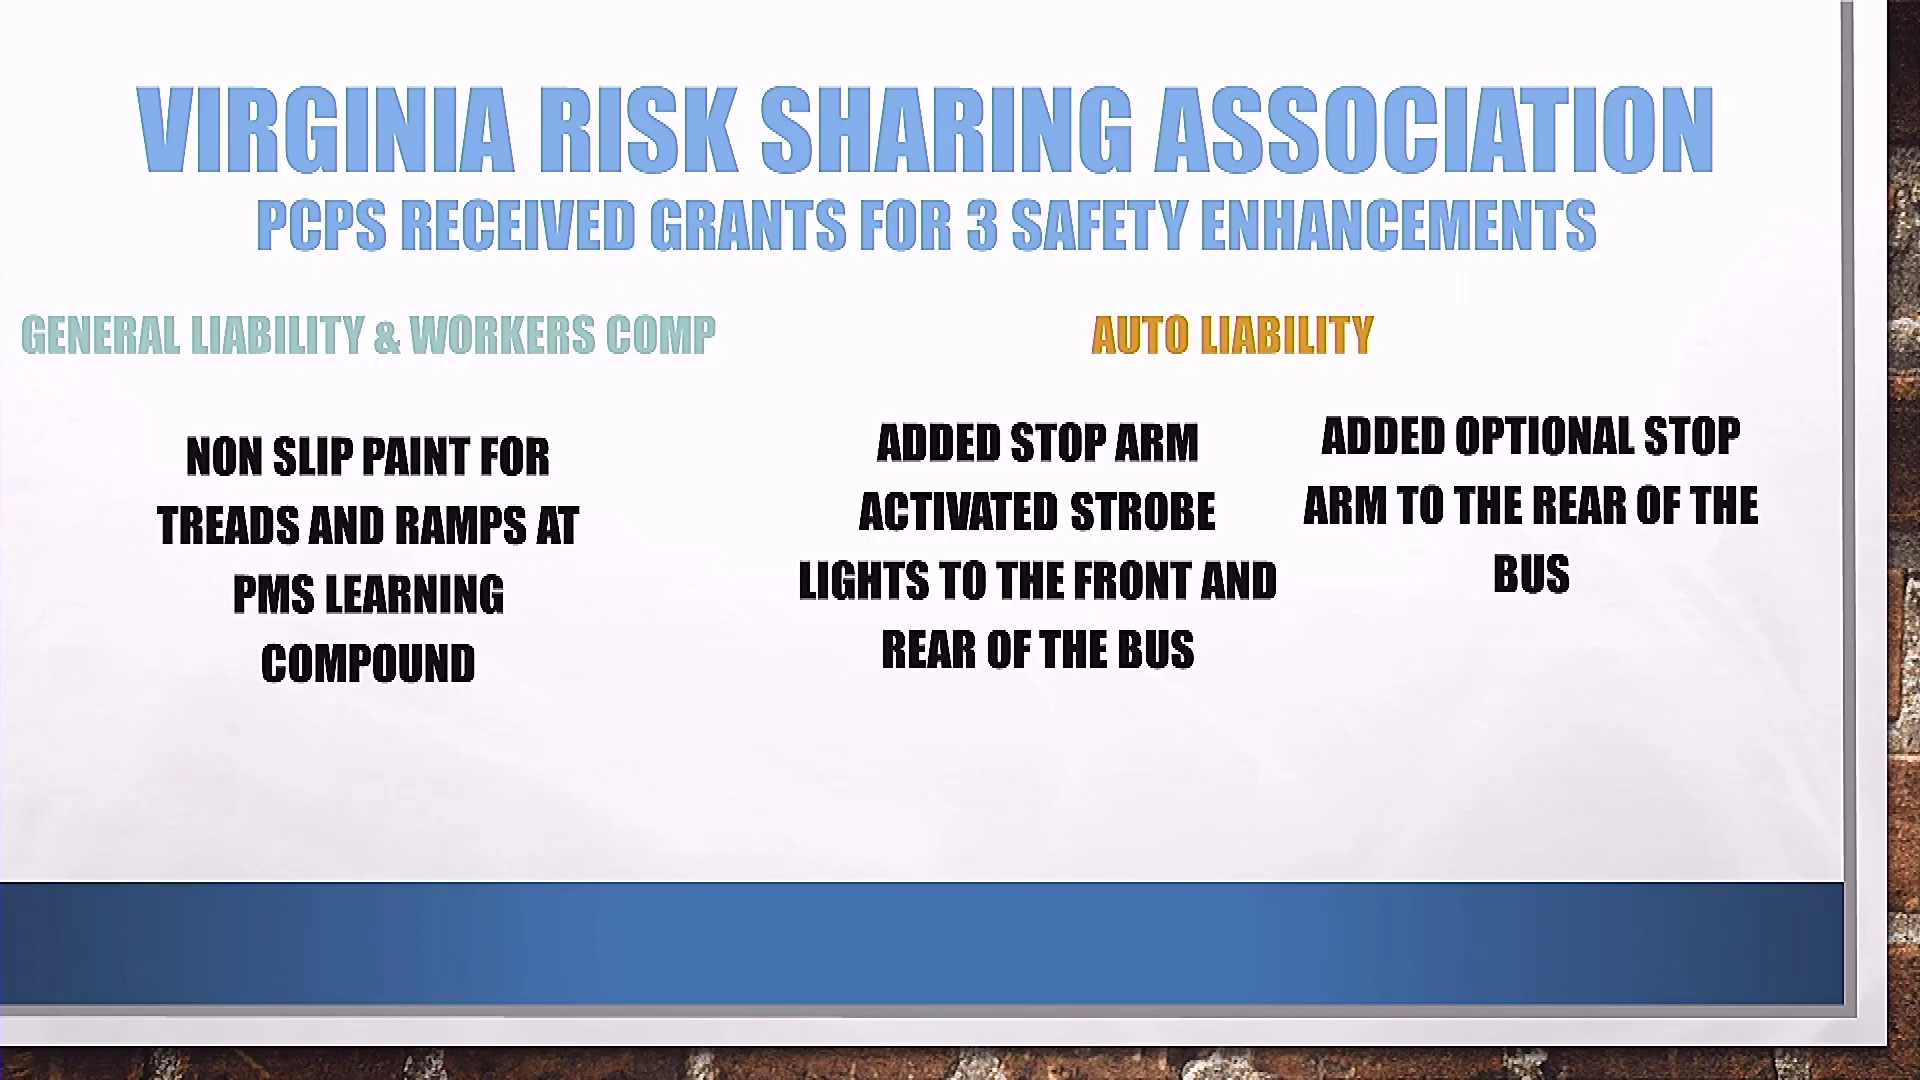 VIRGINIA RISK SHARING ASSOCIATION
PCPS RECEIVED GRANTS FOR 3 SAFETY ENHANCEMENTS
GENERAL LIABILITY & WORKERS COMP
NON SLIP PAINT FOR
TREADS AND RAMPS AT
PMS LEARNING
COMPOUND
AUTO LIABILITY
ADDED STOP ARM
ACTIVATED STROBE
LIGHTS TO THE FRONT AND
REAR OF THE BUS
ADDED OPTIONAL STOP
ARM TO THE REAR OF THE
BUS